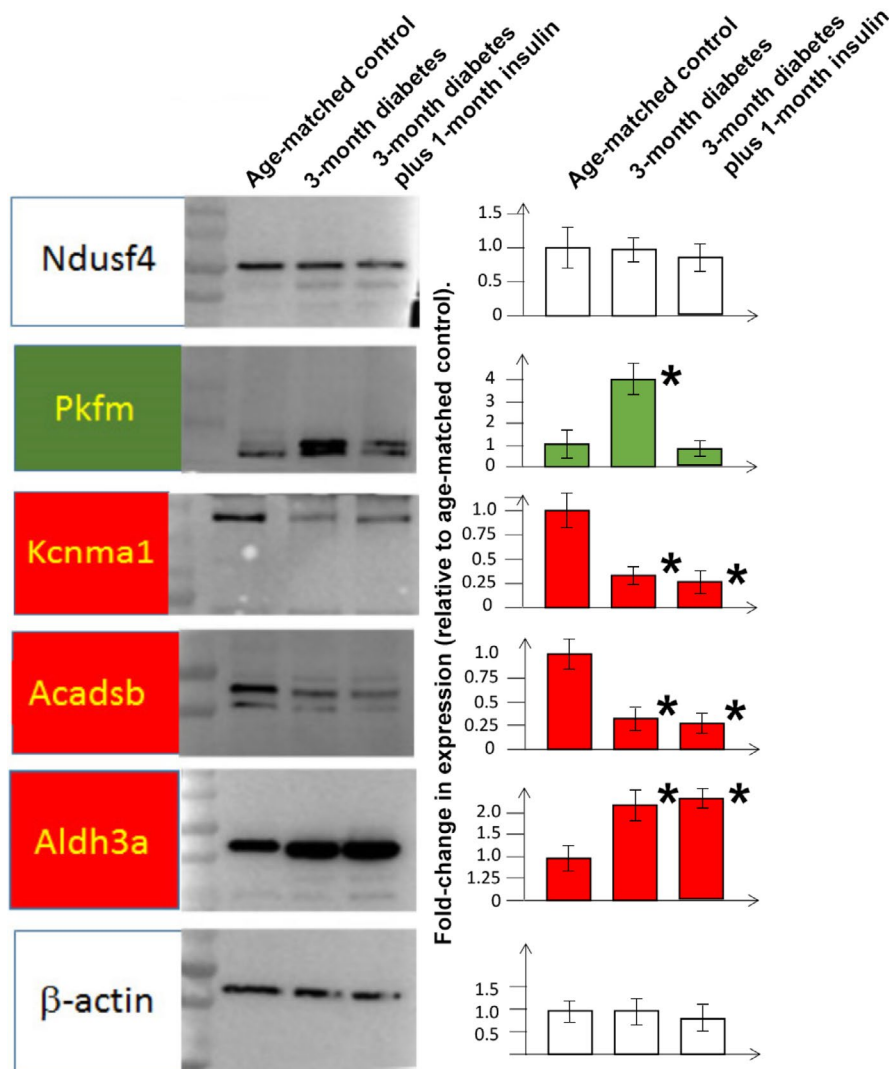 Age-matched control
3-month diabetes
3-month diabetes
plus 1-month insulin
Age-matched control
3-month diabetes
3-month diabetes
plus 1-month insulin
Fold-change in expression (relative to age-matched control).
Ndusf4
1.5
1.0
0.5
0
Pkfm
*
4
3
2
1
0
Kcnma1
1.0
0.75
0.5
0.25
0
*
*
Acadsb
1.0
0.75
0.5
0.25
0
*
*
Aldh3a
2.0
1.5
1.0
1.25
0
*
*
β-actin
1.5
1.0
0.5